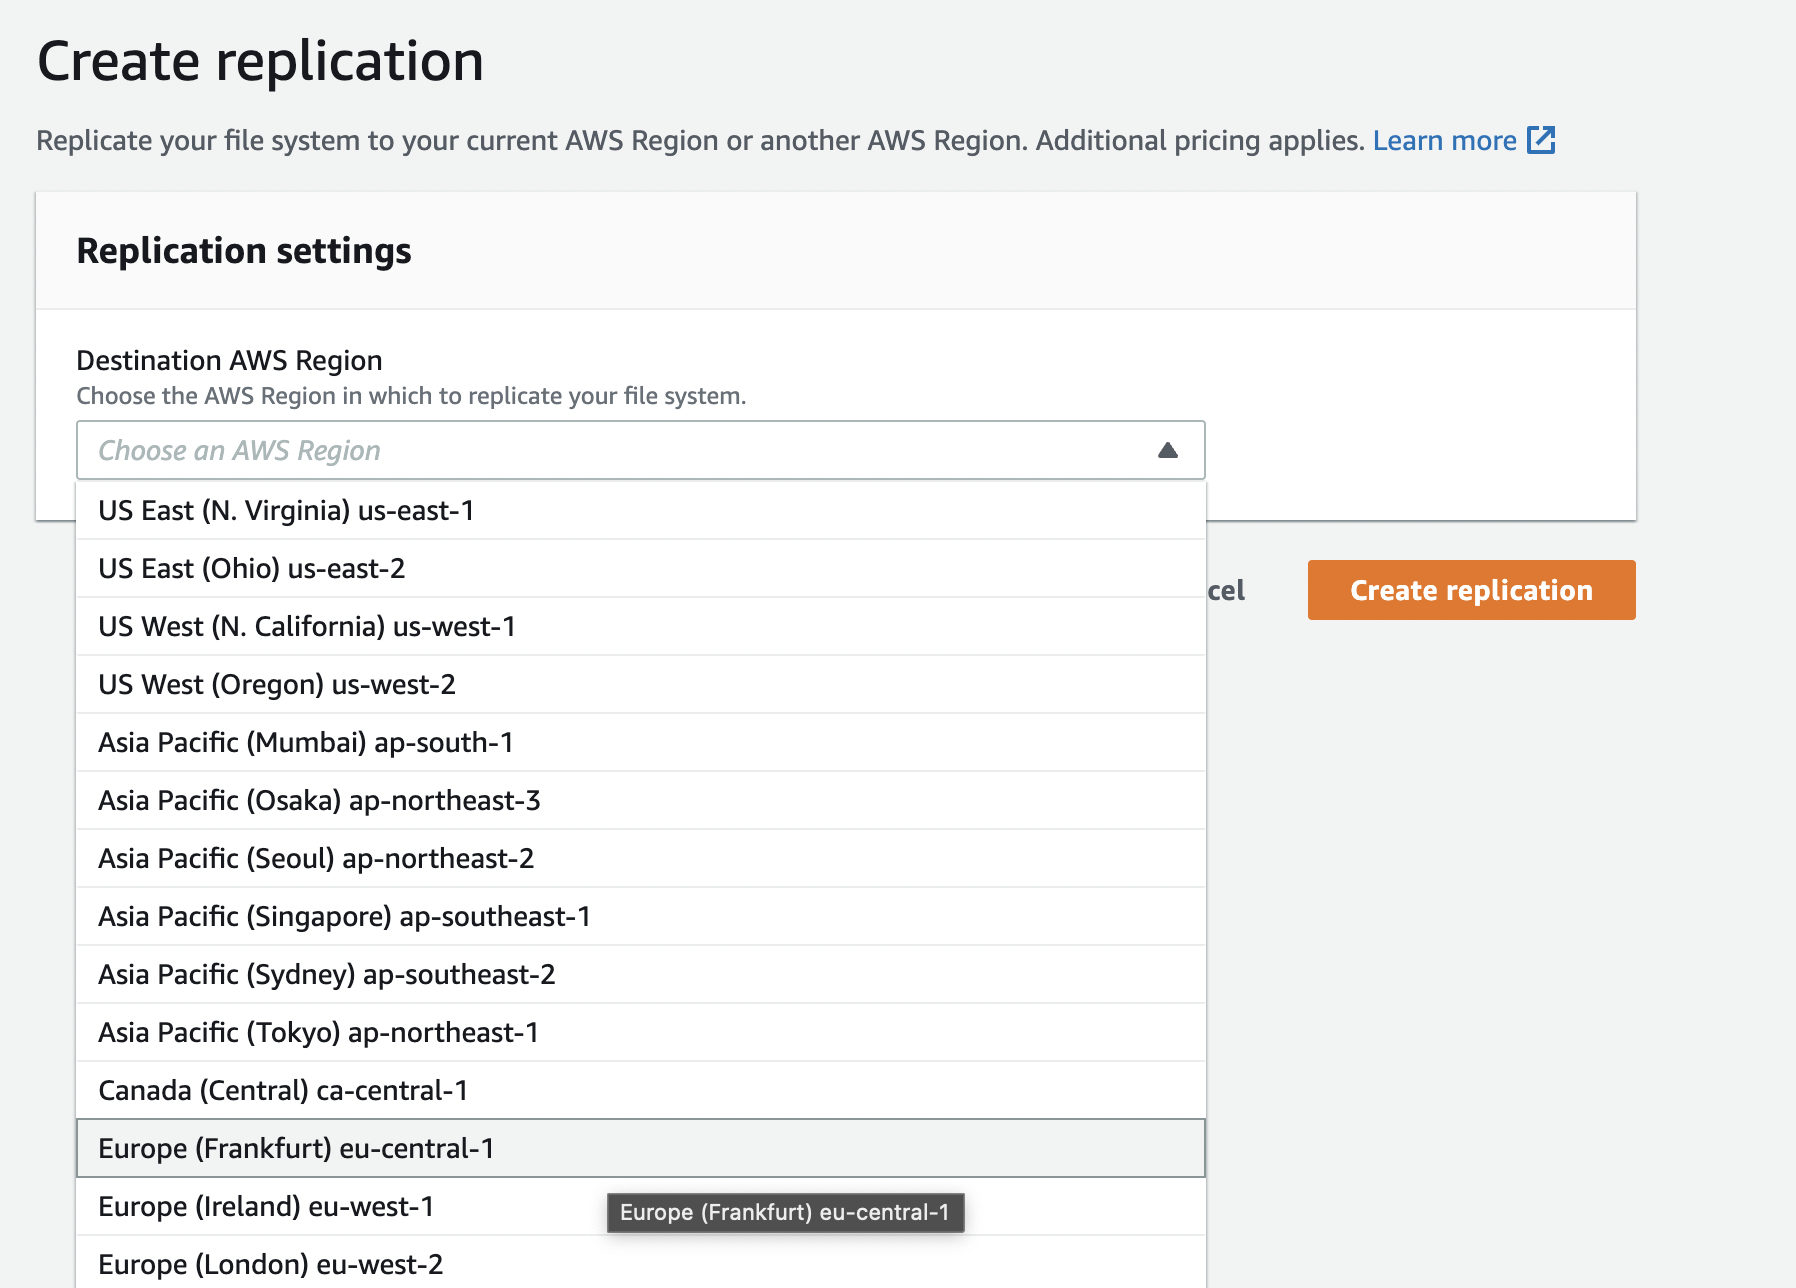 Create replication
Replicate your file system to your current AWS Region or another AWS Region. Additional pricing applies. Learn more
Replication settings
Destination AWS Region
Choose the AWS Region in which to replicate your file system.
Choose an AWS Region
US East (N. Virginia) us-east-1
US East (Ohio) us-east-2
cel
Create replication
US West (N. California) us-west-1
US West (Oregon) us-west-2
Asia Pacific (Mumbai) ap-south-1
Asia Pacific (Osaka) ap-northeast-3
Asia Pacific (Seoul) ap-northeast-2
Asia Pacific (Singapore) ap-southeast-1
Asia Pacific (Sydney) ap-southeast-2
Asia Pacific (Tokyo) ap-northeast-1
Canada (Central) ca-central-1
Europe (Frankfurt) eu-central-1
Europe (Ireland) eu-west-1
Europe (Frankfurt) eu-central-1
Europe (London) eu-west-2